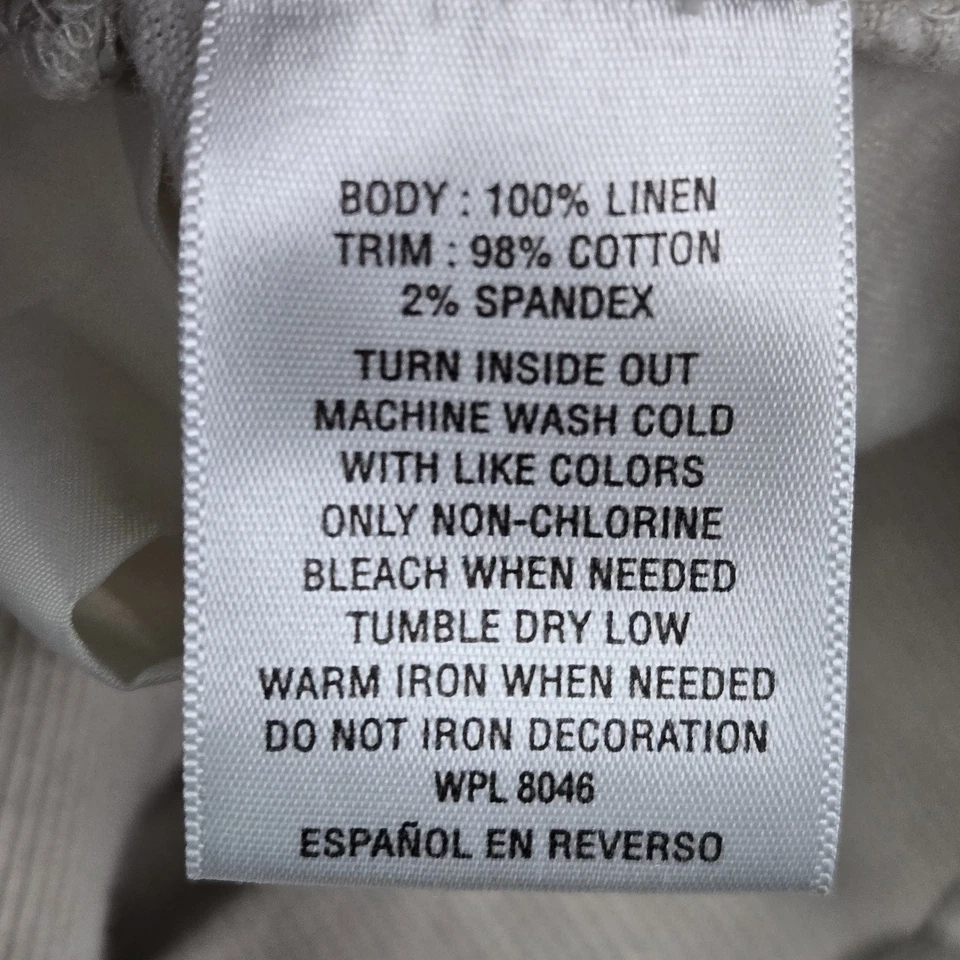 BODY : 100% LINEN
TRIM : 98% COTTON
2% SPANDEX
TURN INSIDE OUT
MACHINE WASH COLD
WITH LIKE COLORS
ONLY NON-CHLORINE
BLEACH WHEN NEEDED
TUMBLE DRY LOW
WARM IRON WHEN NEEDED
DO NOT IRON DECORATION
WPL 8046
ESPAÑOL EN REVERSO